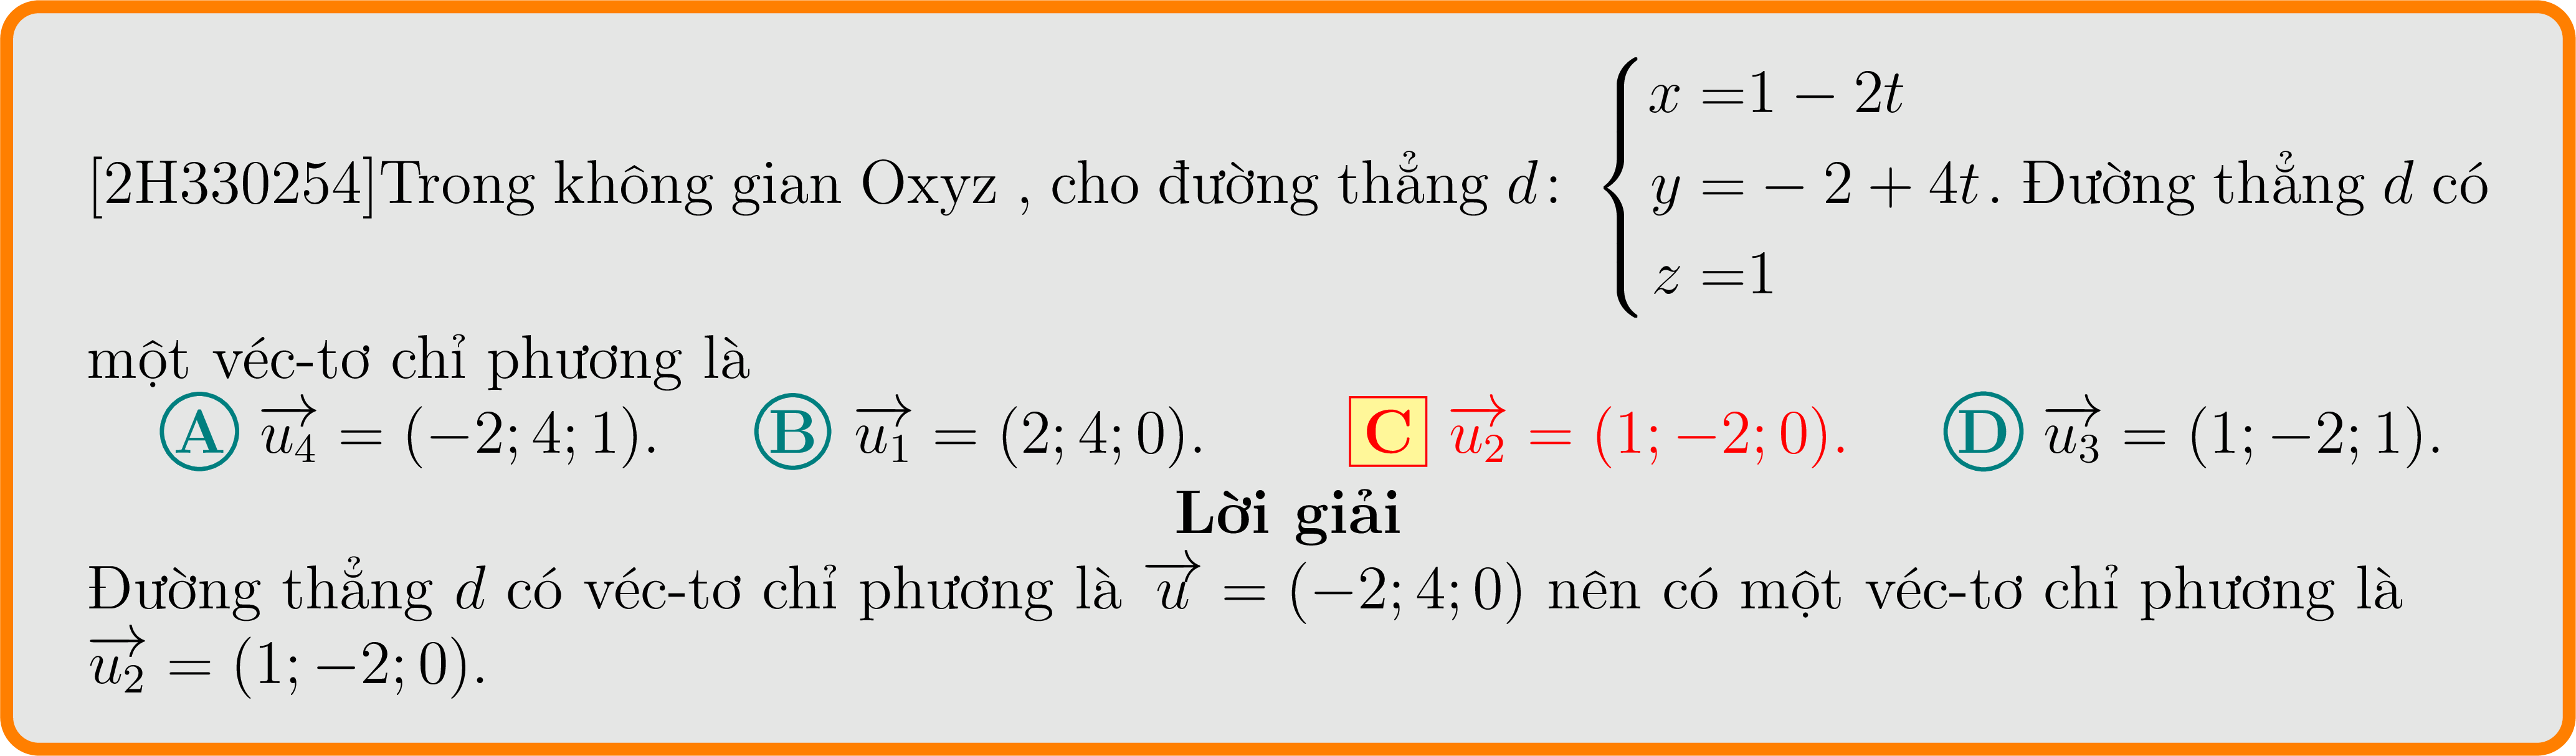 [2H330254]Trong không gian Oxyz , cho đường thẳng $d$: $\begin{cases} x = 1 - 2t \\ y = -2 + 4t \\ z = 1 \end{cases}$. Đường thẳng $d$ có
một véc-tơ chỉ phương là
A $\overrightarrow{u_4} = (-2; 4; 1)$. B $\overrightarrow{u_1} = (2; 4; 0)$. C $\overrightarrow{u_2} = (1; -2; 0)$. D $\overrightarrow{u_3} = (1; -2; 1)$.
Lời giải
Đường thẳng $d$ có véc-tơ chỉ phương là $\overrightarrow{u} = (-2; 4; 0)$ nên có một véc-tơ chỉ phương là
$\overrightarrow{u_2} = (1; -2; 0)$.